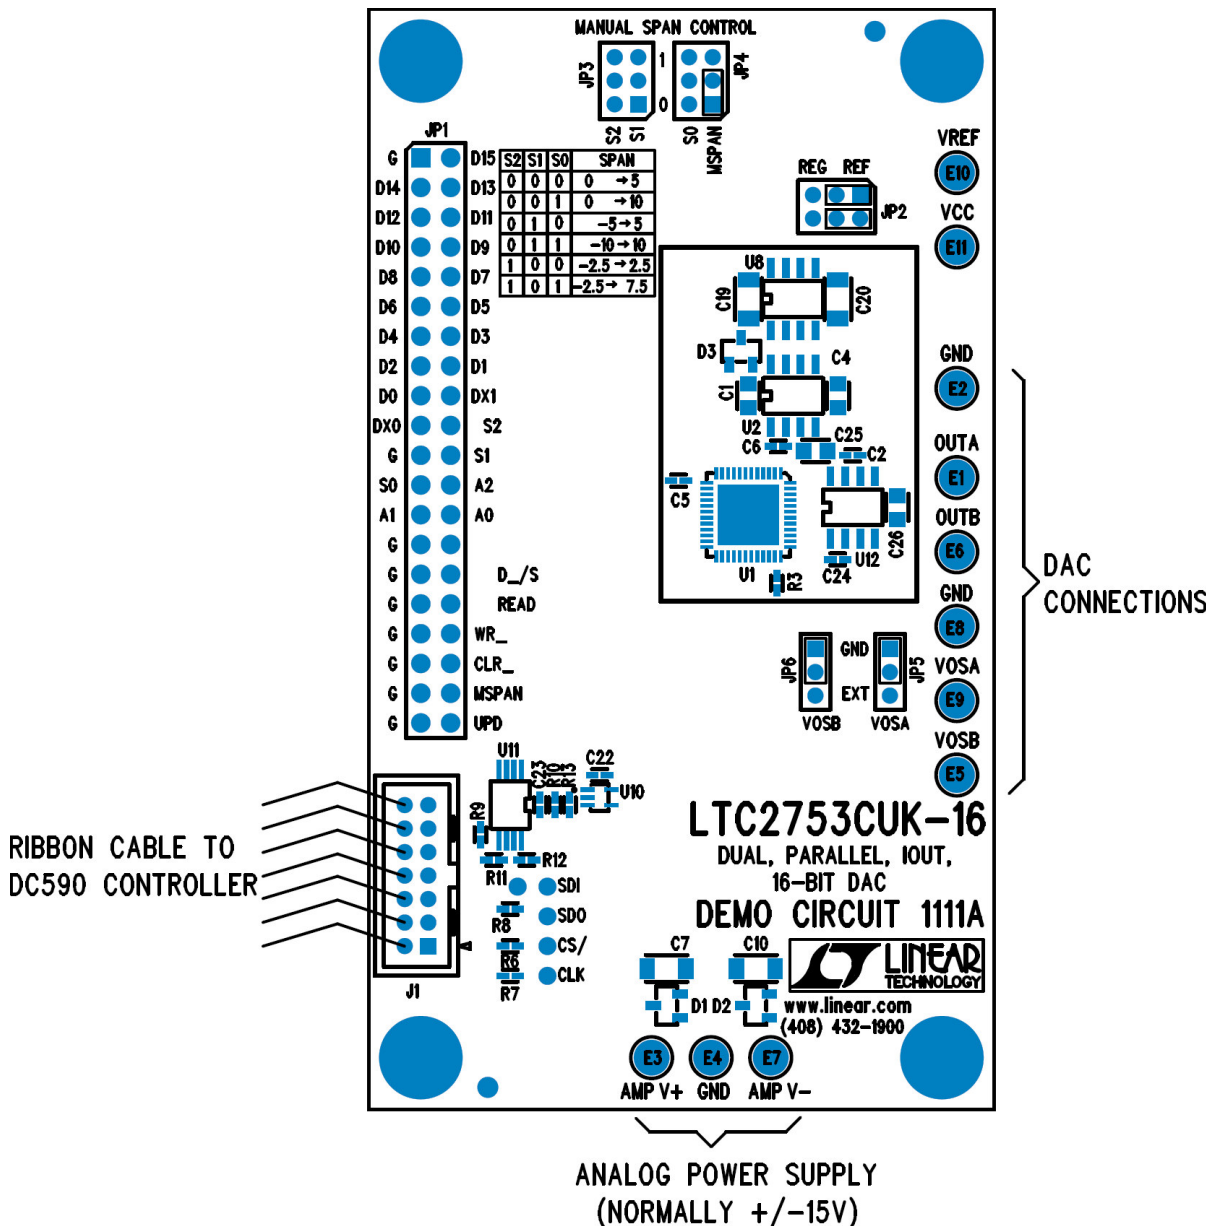 MANUAL SPAN CONTROL
JP3
1
0
JP4
S2
S1
S0
MSPAN
JP1
G D15
D14 D13
D12 D11
D10 D9
D8 D7
D6 D5
D4 D3
D2 D1
D0 DX1
DX0 S2
G S1
S0 A2
A1 A0
G
G D_/S
G READ
G WR_
G CLR_
G MSPAN
G UPD
S2 S1 S0 SPAN
0 0 0 0 →5
0 0 1 0 →10
0 1 0 −5→5
0 1 1 −10→10
1 0 0 −2.5→2.5
1 0 1 −2.5→ 7.5
REG REF
JP2
VREF
E10
VCC
E11
U8
C19
C20
D3
C4
C1
U2
C25
C6
C2
C5
U1
R3
C24
U12
C26
GND
E2
OUTA
E1
OUTB
E6
GND
E8
VOSA
E9
VOSB
E5
DAC
CONNECTIONS
JP6
GND
JP5
EXT
VOSB
VOSA
U11
C23
R10
R13
C22
U10
R9
R11
R12
SDI
R8
SDO
R6
CS/
R7
CLK
J1
RIBBON CABLE TO
DC590 CONTROLLER
LTC2753CUK-16
DUAL, PARALLEL, IOUT,
16-BIT DAC
DEMO CIRCUIT 1111A
C7
C10
D1
D2
LINEAR
TECHNOLOGY
www.linear.com
(408) 432-1900
E3
E4
E7
AMP V+
GND
AMP V−
ANALOG POWER SUPPLY
(NORMALLY +/−15V)